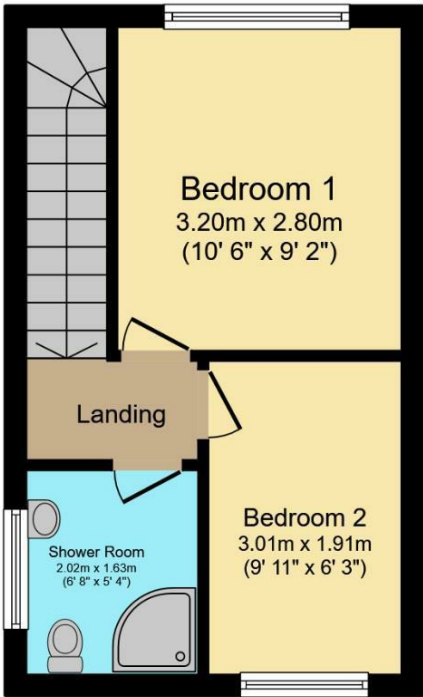 Bedroom 1
3.20m x 2.80m
(10' 6" x 9' 2")
Landing
Bedroom 2
3.01m x 1.91m
(9' 11" x 6' 3")
Shower Room
2.02m x 1.63m
(6' 8" x 5' 4")